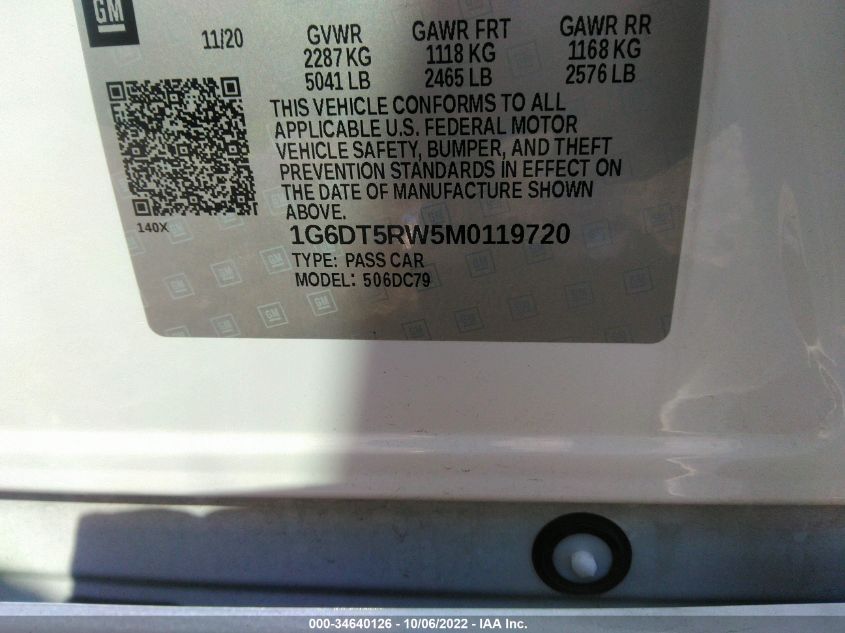 GM
11/20 GVWR GAWR FRT GAWR RR
2287 KG 1118 KG 1168 KG
5041 LB 2465 LB 2576 LB
THIS VEHICLE CONFORMS TO ALL
APPLICABLE U.S. FEDERAL MOTOR
VEHICLE SAFETY, BUMPER, AND THEFT
PREVENTION STANDARDS IN EFFECT ON
THE DATE OF MANUFACTURE SHOWN
ABOVE.
140X
1G6DT5RW5M0119720
TYPE: PASS CAR
MODEL: 506DC79
000-34640126 - 10/06/2022 - IAA Inc.